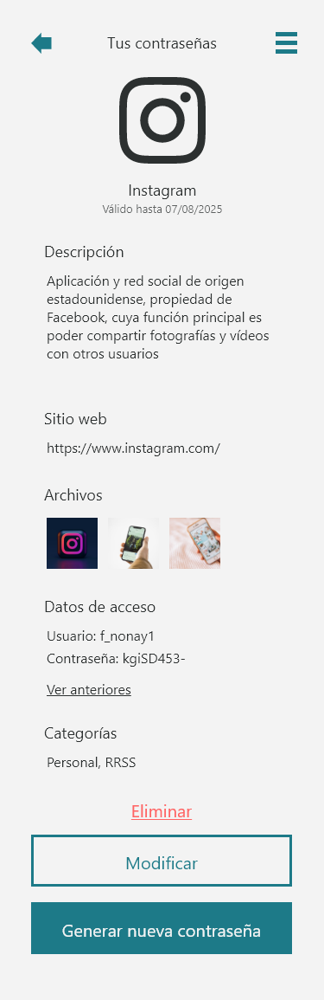 Tus contraseñas
Instagram
Válido hasta 07/08/2025
Descripción
Aplicación y red social de origen
estadounidense, propiedad de
Facebook, cuya función principal es
poder compartir fotografías y vídeos
con otros usuarios
Sitio web
https://www.instagram.com/
Archivos
Datos de acceso
Usuario: f_nonay1
Contraseña: kgiSD453-
Ver anteriores
Categorías
Personal, RRSS
Eliminar
Modificar
Generar nueva contraseña